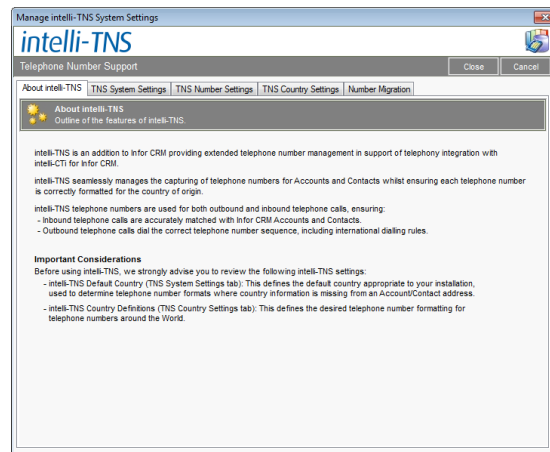 Manage intelli-TNS System Settings
intelli-TNS
Telephone Number Support
Close
Cancel
About intelli-TNS
TNS System Settings
TNS Number Settings
TNS Country Settings
Number Migration
About intelli-TNS
Outline of the features of intelli-TNS.
intelli-TNS is an addition to Infor CRM providing extended telephone number management in support of telephony integration with
intelli-CTi for Infor CRM.
intelli-TNS seamlessly manages the capturing of telephone numbers for Accounts and Contacts whilst ensuring each telephone number
is correctly formatted for the country of origin.
intelli-TNS telephone numbers are used for both outbound and inbound telephone calls, ensuring:
- Inbound telephone calls are accurately matched with Infor CRM Accounts and Contacts.
- Outbound telephone calls dial the correct telephone number sequence, including international dialling rules.
Important Considerations
Before using intelli-TNS, we strongly advise you to review the following intelli-TNS settings:
- intelli-TNS Default Country (TNS System Settings tab): This defines the default country appropriate to your installation,
used to determine telephone number formats where country information is missing from an Account/Contact address.
- intelli-TNS Country Definitions (TNS Country Settings tab): This defines the desired telephone number formatting for
telephone numbers around the World.